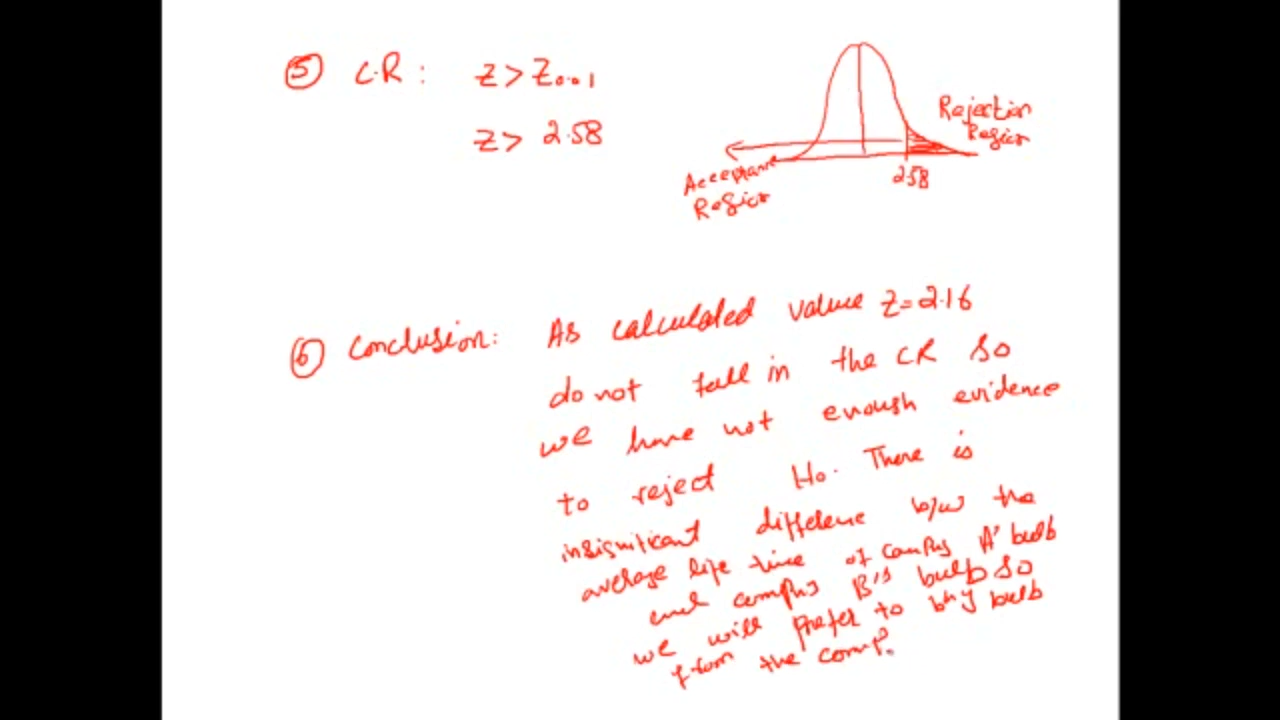 ⑤ C.R : Z > Z0.01
Z > 2.58
Rejection
Region
Acceptance
Region
2.58
⑥ Conclusion: As calculated value Z=2.16
do not fall in the CR so
we have not enough evidence
to reject Ho. There is
insignificant difference b/w the
average life time of A' bulb
and B's bulb so
we will prefer to buy bulb
from the comp.